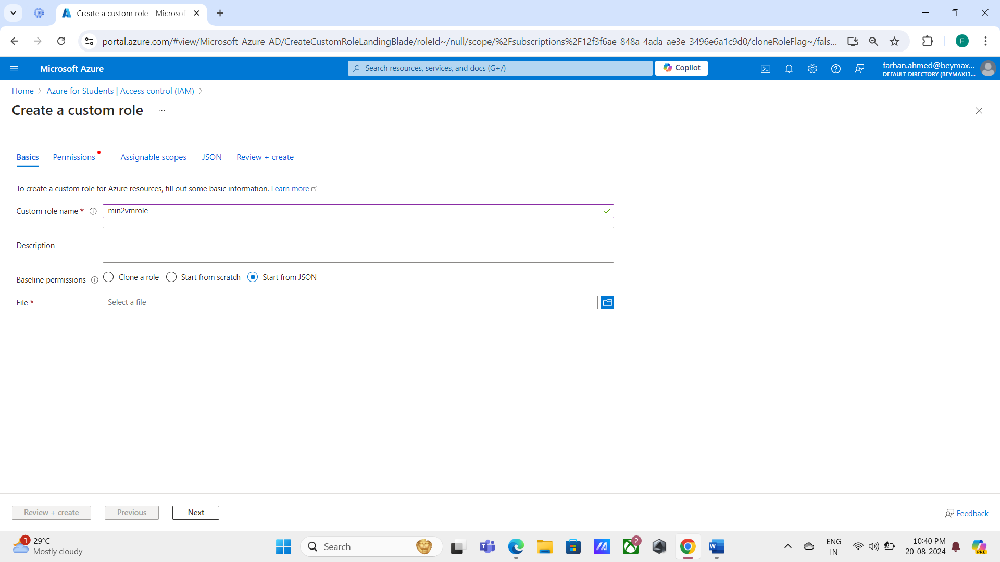 Create a custom role - Microsof
portal.azure.com/#view/Microsoft_Azure_AD/CreateCustomRoleLandingBlade/roleId~/null/scope/%2Fsubscriptions%2F12f3f6ae-848a-4ada-ae3e-3496e6a1c9d0/cloneRoleFlag~/fals...
F
Microsoft Azure
Search resources, services, and docs (G+/)
Copilot
farhan.ahmed@beymax...
DEFAULT DIRECTORY (BEYMAX13...
Home > Azure for Students | Access control (IAM) >
Create a custom role ...
Basics Permissions Assignable scopes JSON Review + create
To create a custom role for Azure resources, fill out some basic information. Learn more
Custom role name * min2vmrole
Description
Baseline permissions Clone a role Start from scratch Start from JSON
File * Select a file
Review + create Previous Next
Feedback
1
29°C
Mostly cloudy
Search
2
ENG
IN
10:40 PM
20-08-2024
PRE